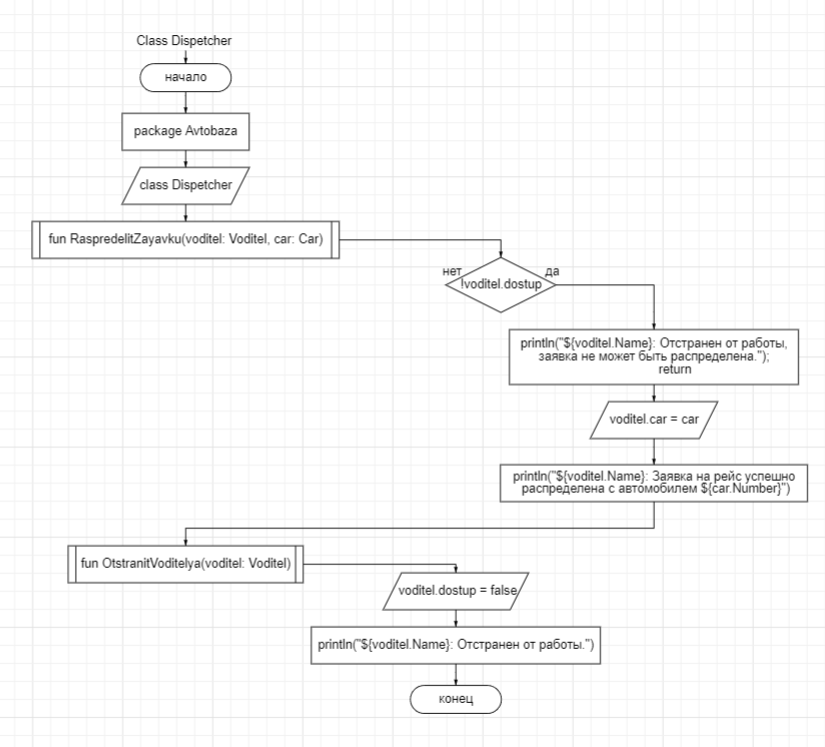 Class Dispetcher
начало
package Avtobaza
class Dispetcher
fun RaspredelitZayavku(voditel: Voditel, car: Car)
нет
да
!voditel.dostup
println("${voditel.Name}: Отстранен от работы,
заявка не может быть распределена.");
return
voditel.car = car
println("${voditel.Name}: Заявка на рейс успешно
распределена с автомобилем ${car.Number}")
fun OtstranitVoditelya(voditel: Voditel)
voditel.dostup = false
println("${voditel.Name}: Отстранен от работы.")
конец